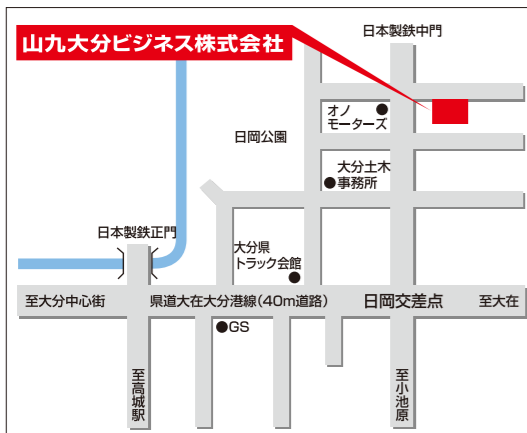 日本製鉄中門
山九大分ビジネス株式会社
オノ
モーターズ
日岡公園
大分土木
事務所
日本製鉄正門
大分県
トラック会館
至大分中心街
県道大在大分港線(40m道路)
日岡交差点
至大在
GS
至高城駅
至小池原